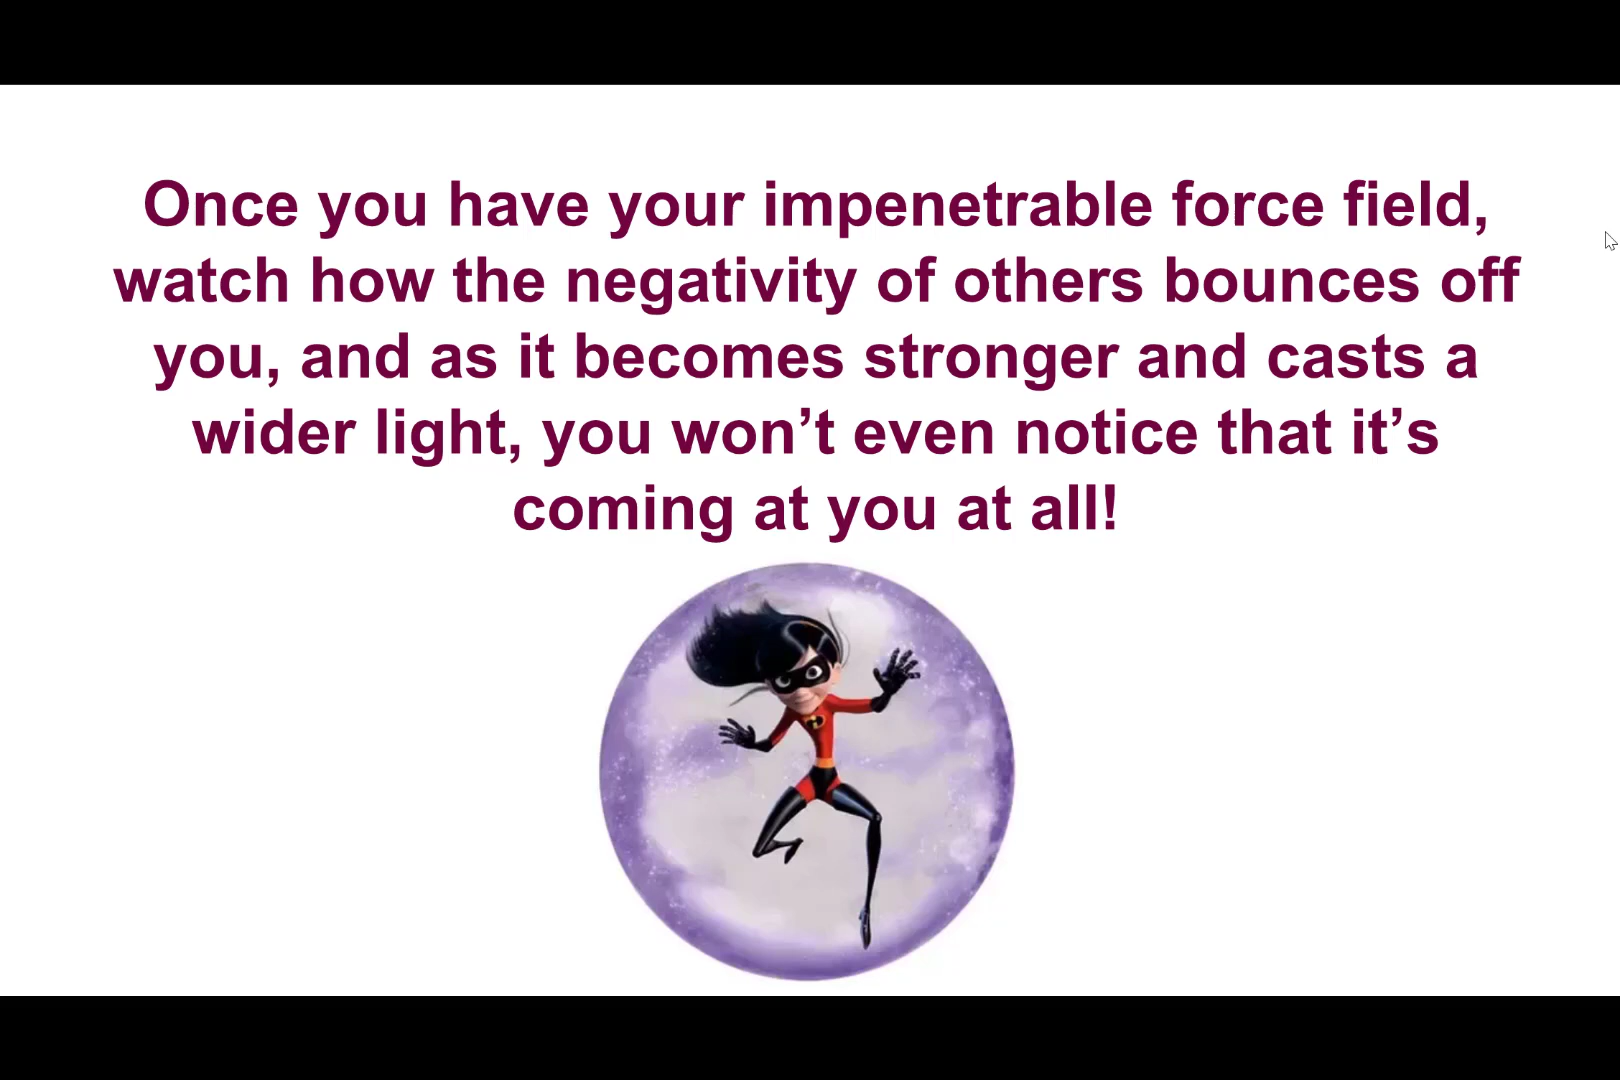 Once you have your impenetrable force field,
watch how the negativity of others bounces off
you, and as it becomes stronger and casts a
wider light, you won’t even notice that it’s
coming at you at all!